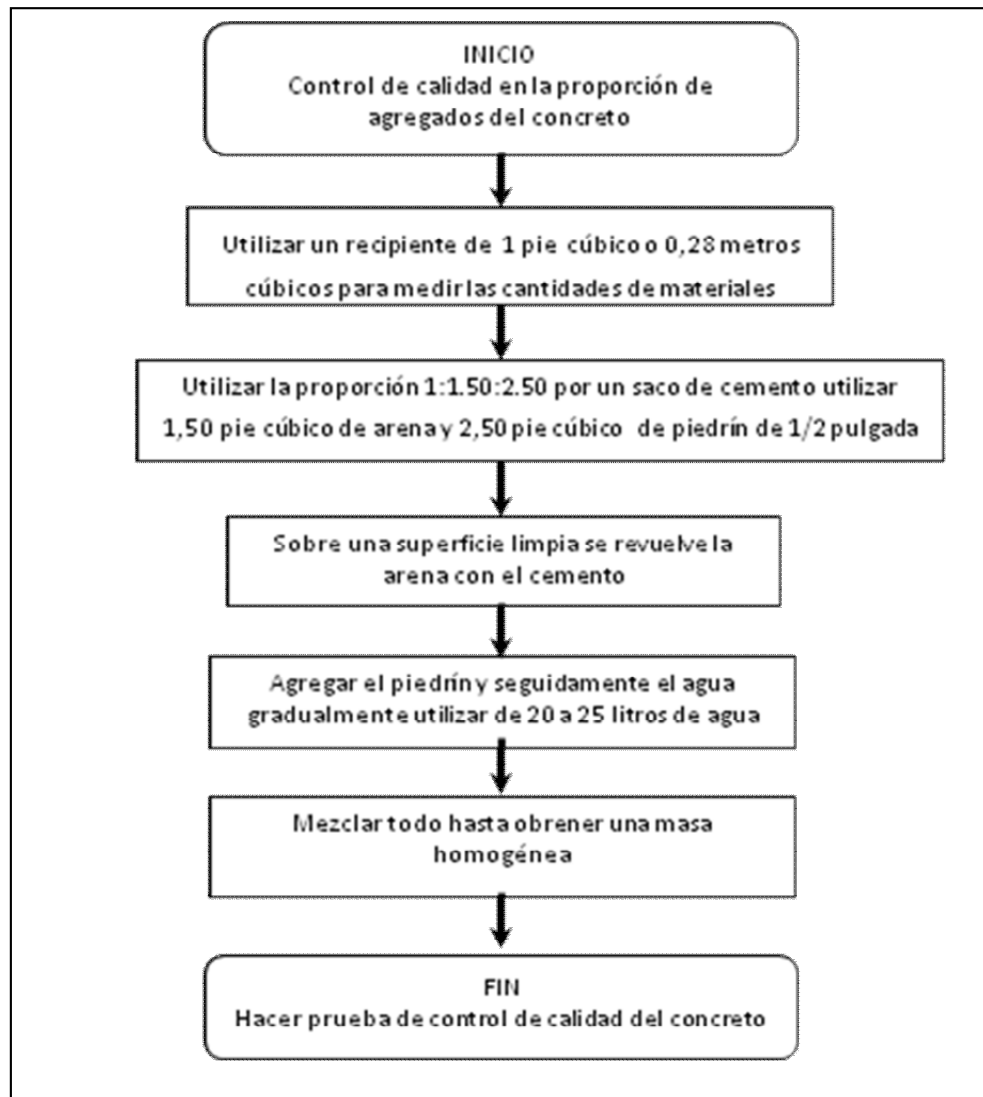 INICIO
Control de calidad en la proporción de
agregados del concreto
Utilizar un recipiente de 1 pie cúbico o 0,28 metros
cúbicos para medir las cantidades de materiales
Utilizar la proporción 1:1.50:2.50 por un saco de cemento utilizar
1,50 pie cúbico de arena y 2,50 pie cúbico de piedrín de 1/2 pulgada
Sobre una superficie limpia se revuelve la
arena con el cemento
Agregar el piedrín y seguidamente el agua
gradualmente utilizar de 20 a 25 litros de agua
Mezclar todo hasta obrener una masa
homogénea
FIN
Hacer prueba de control de calidad del concreto